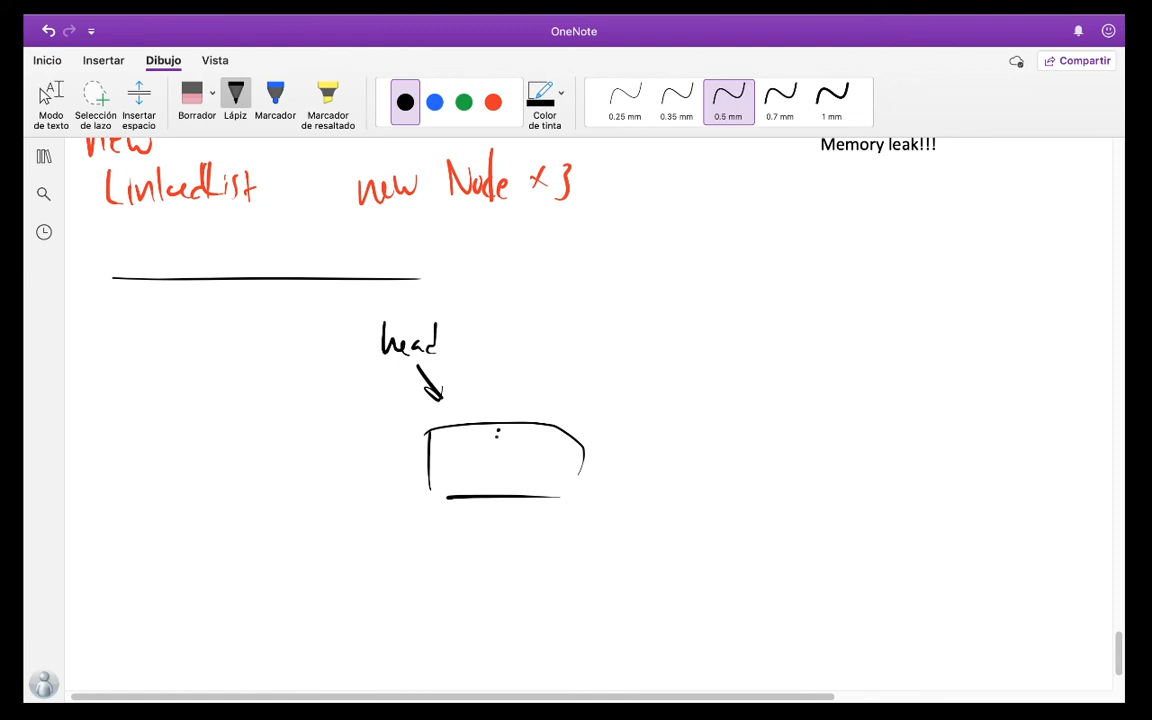 OneNote
Inicio Insertar Dibujo Vista Compartir
Modo de texto
Selección de lazo
Insertar espacio
Borrador
Lápiz
Marcador
Marcador de resaltado
Color de tinta
0.25 mm 0.35 mm 0.5 mm 0.7 mm 1 mm
new
Memory leak!!!
LinkedList new Node x 3
head